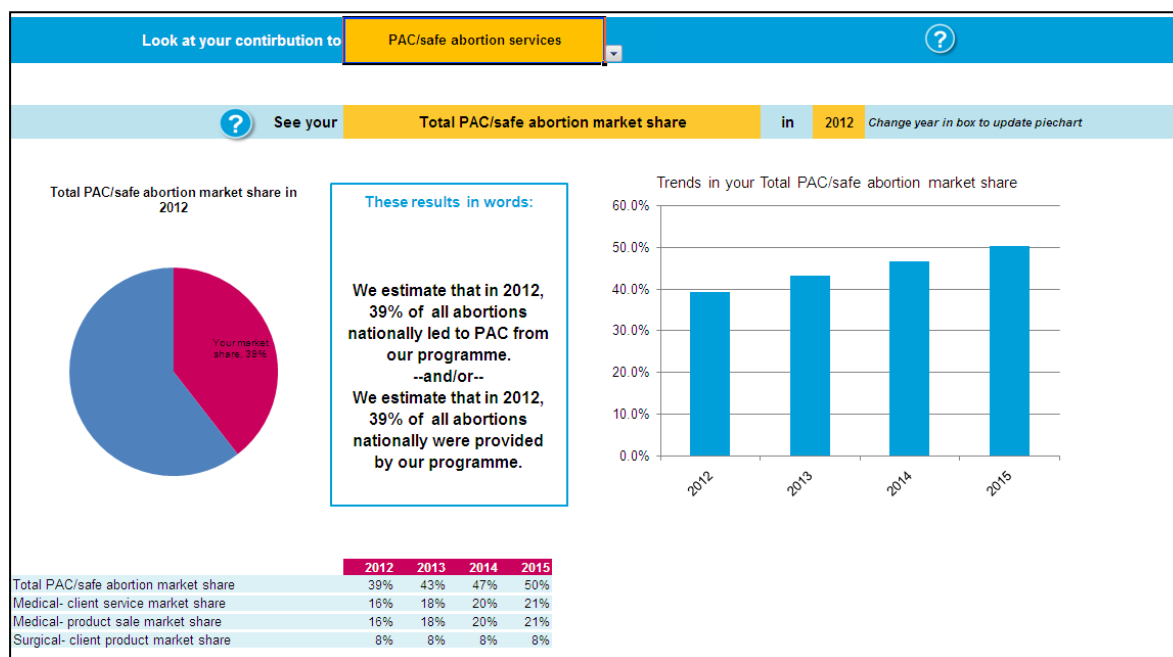 Look at your contirbution to PAC/safe abortion services ?
? See your Total PAC/safe abortion market share in 2012 Change year in box to update piechart
Total PAC/safe abortion market share in
2012
Your market
share, 39%
These results in words:
We estimate that in 2012,
39% of all abortions
nationally led to PAC from
our programme.
--and/or--
We estimate that in 2012,
39% of all abortions
nationally were provided
by our programme.
Trends in your Total PAC/safe abortion market share
60.0%
50.0%
40.0%
30.0%
20.0%
10.0%
0.0%
2012 2013 2014 2015
2012 2013 2014 2015
Total PAC/safe abortion market share 39% 43% 47% 50%
Medical- client service market share 16% 18% 20% 21%
Medical- product sale market share 16% 18% 20% 21%
Surgical- client product market share 8% 8% 8% 8%